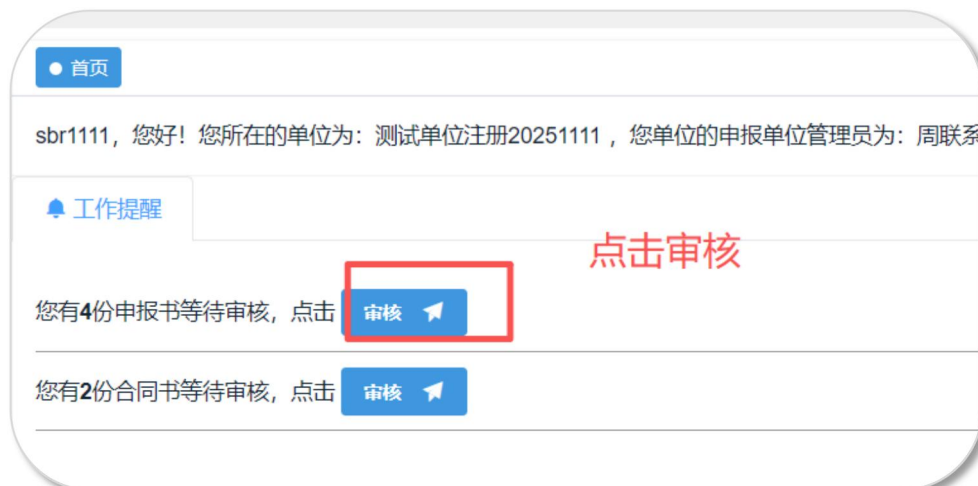 首页
sbr1111，您好！您所在的单位为：测试单位注册20251111 ，您单位的申报单位管理员为：周联系
工作提醒
点击审核
您有4份申报书等待审核，点击 审核
您有2份合同书等待审核，点击 审核